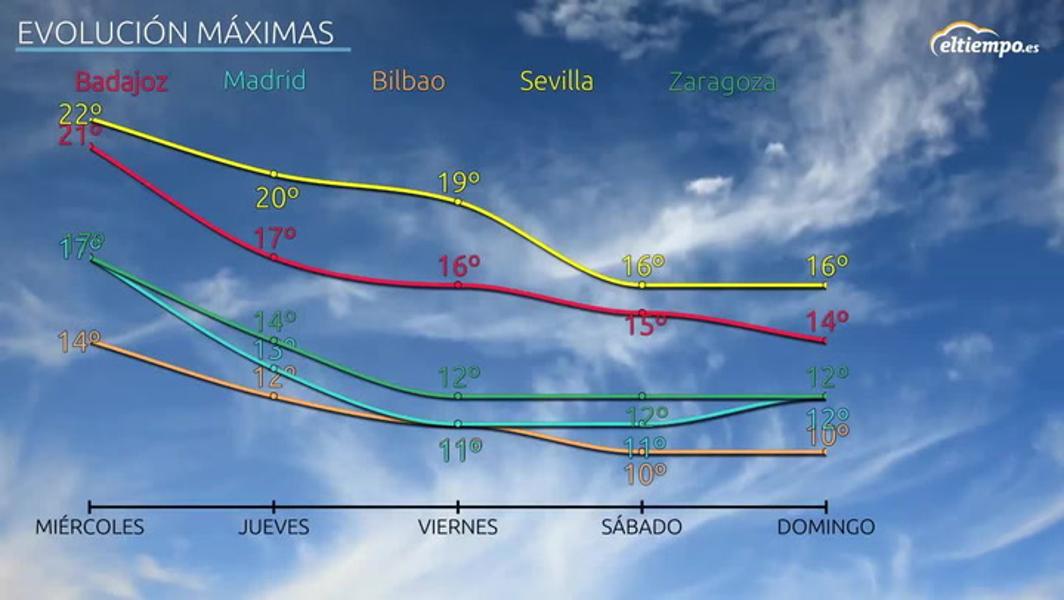 EVOLUCIÓN MÁXIMAS
eltiempo.es
Badajoz Madrid Bilbao Sevilla Zaragoza
22º
21º
20º
19º
17º
17º
17º
16º
16º
16º
15º
14º
14º
14º
13º
12º
12º
12º
12º
12º
11º
11º
10º
10º
MIÉRCOLES JUEVES VIERNES SÁBADO DOMINGO